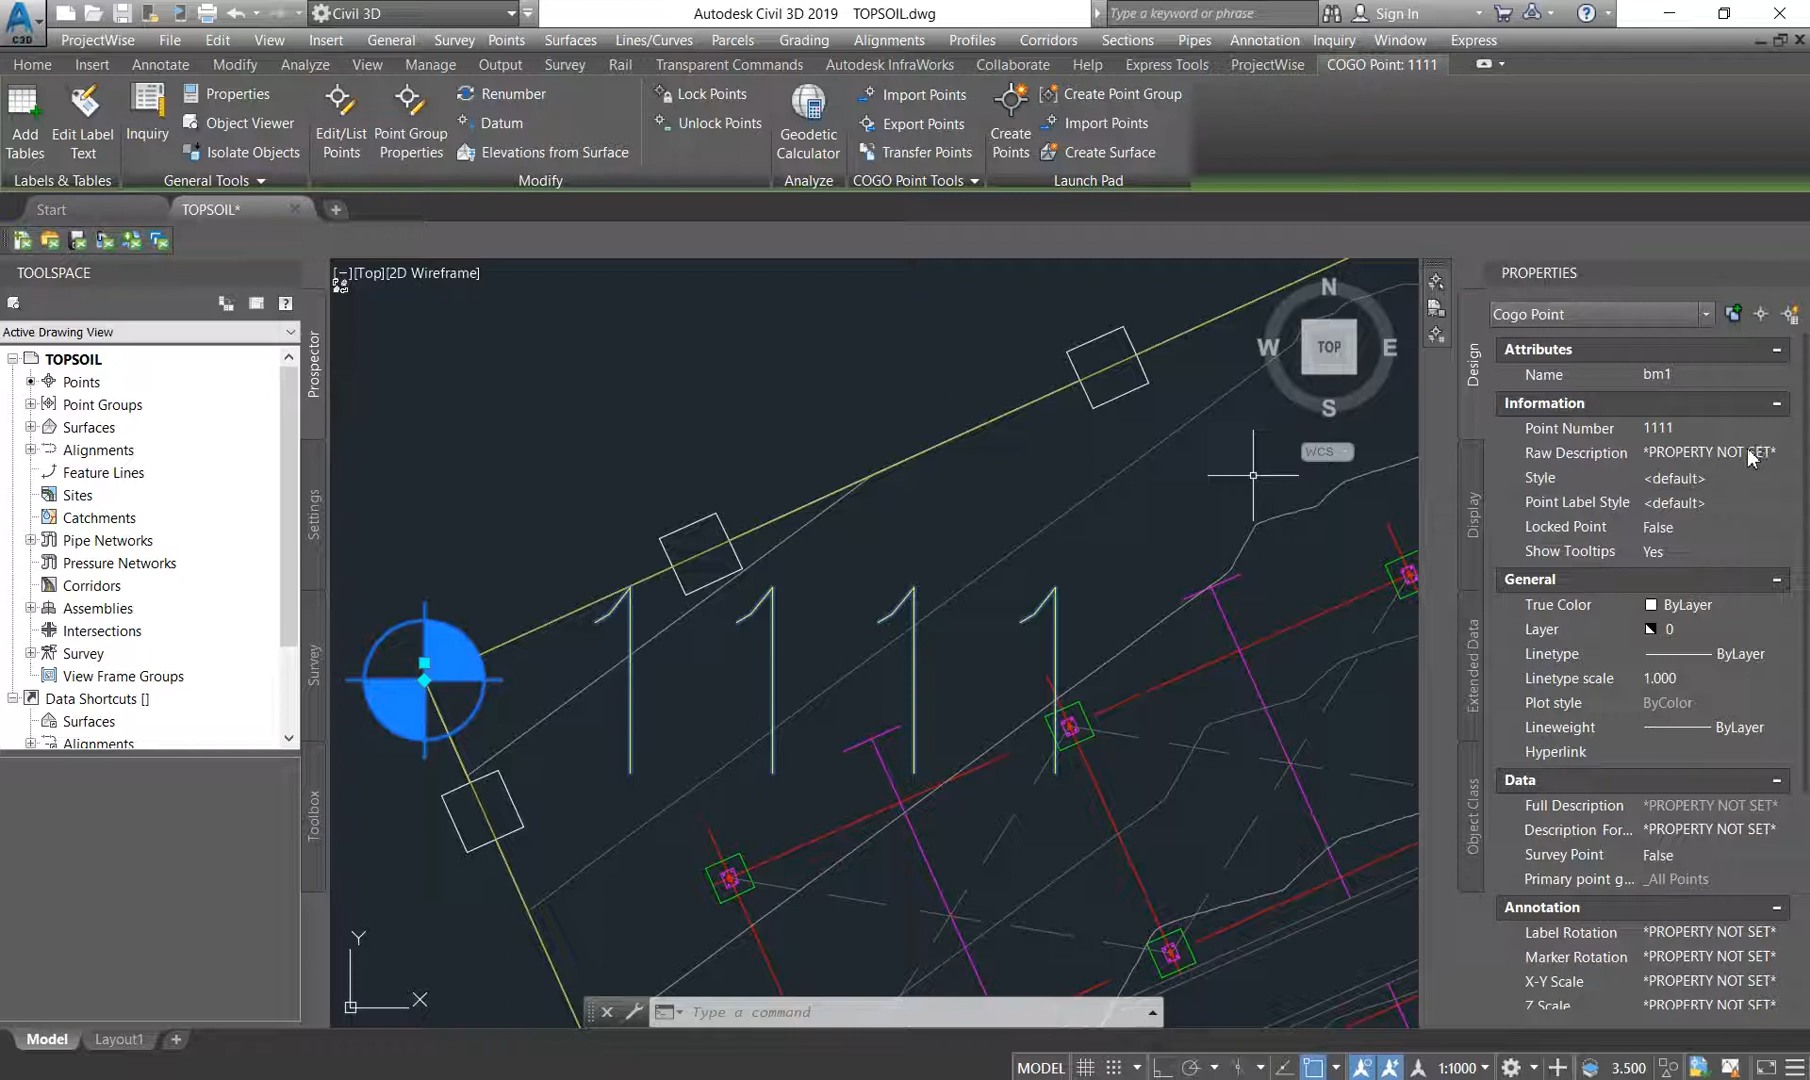 Civil 3D
Autodesk Civil 3D 2019 TOPSOIL.dwg
Type a keyword or phrase
Sign In
C3D
ProjectWise File Edit View Insert General Survey Points Surfaces Lines/Curves Parcels Grading Alignments Profiles Corridors Sections Pipes Annotation Inquiry Window Express
Home Insert Annotate Modify Analyze View Manage Output Survey Rail Transparent Commands Autodesk InfraWorks Collaborate Help Express Tools ProjectWise COGO Point: 1111
Add Tables
Edit Label Text
Labels & Tables
Inquiry
Properties
Object Viewer
Isolate Objects
General Tools
Edit/List Points
Point Group Properties
Renumber
Datum
Elevations from Surface
Lock Points
Unlock Points
Modify
Geodetic Calculator
Analyze
Import Points
Export Points
Transfer Points
COGO Point Tools
Create Points
Create Point Group
Import Points
Create Surface
Launch Pad
Start
TOPSOIL*
TOOLSPACE
Active Drawing View
TOPSOIL
Points
Point Groups
Surfaces
Alignments
Feature Lines
Sites
Catchments
Pipe Networks
Pressure Networks
Corridors
Assemblies
Intersections
Survey
View Frame Groups
Data Shortcuts []
Surfaces
Alignments
Prospector
Settings
Survey
Toolbox
[−][Top][2D Wireframe]
N
W TOP E
S
WCS
1111
Y
X
Type a command
PROPERTIES
Cogo Point
Design
Display
Extended Data
Object Class
Attributes
Name bm1
Information
Point Number 1111
Raw Description *PROPERTY NOT SET*
Style <default>
Point Label Style <default>
Locked Point False
Show Tooltips Yes
General
True Color ByLayer
Layer 0
Linetype ByLayer
Linetype scale 1.000
Plot style ByColor
Lineweight ByLayer
Hyperlink
Data
Full Description *PROPERTY NOT SET*
Description For... *PROPERTY NOT SET*
Survey Point False
Primary point g... _All Points
Annotation
Label Rotation *PROPERTY NOT SET*
Marker Rotation *PROPERTY NOT SET*
X-Y Scale *PROPERTY NOT SET*
Z Scale *PROPERTY NOT SET*
Model Layout1
MODEL 1:1000 3.500